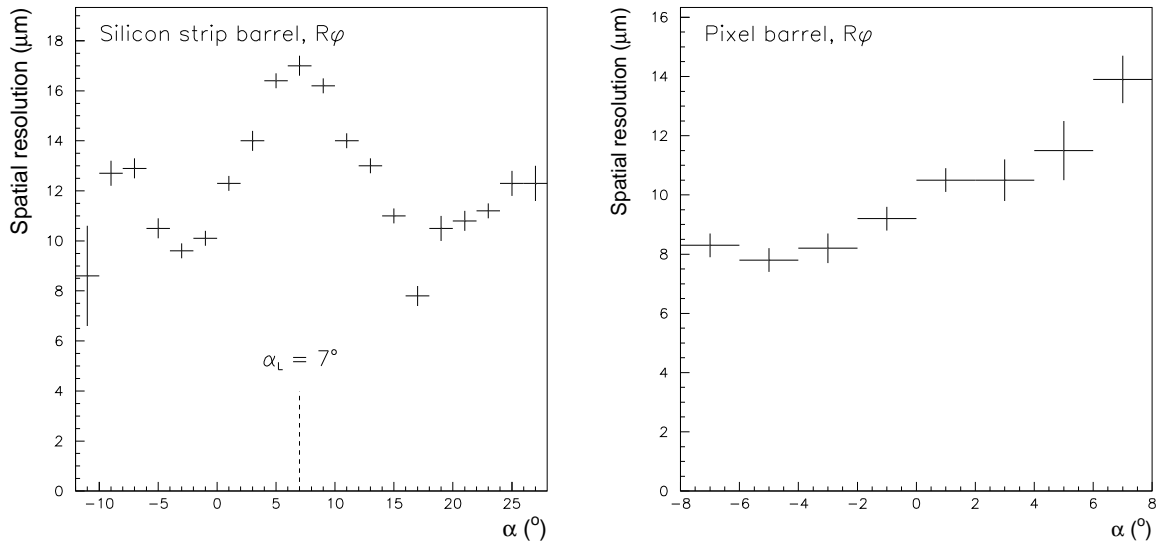 Silicon strip barrel, Rφ
Spatial resolution (μm)
18
16
14
12
10
8
6
4
2
0
α_L = 7°
−10 −5 0 5 10 15 20 25
α (°)
Pixel barrel, Rφ
Spatial resolution (μm)
16
14
12
10
8
6
4
2
0
−8 −6 −4 −2 0 2 4 6 8
α (°)